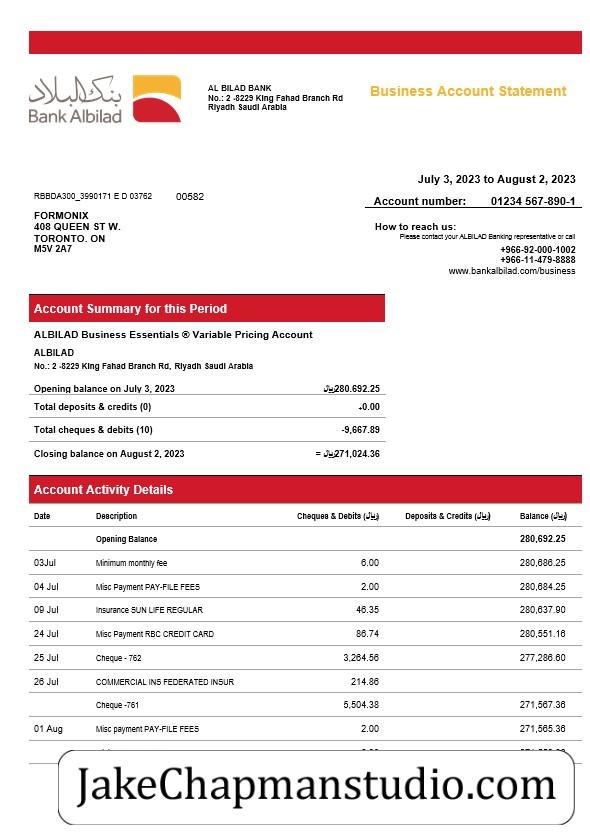 بنك البلاد
Bank Albilad
AL BILAD BANK
No.: 2 -8229 King Fahad Branch Rd
Riyadh Saudi Arabia
Business Account Statement
July 3, 2023 to August 2, 2023
RBBDA300_3990171 E D 03762 00582
Account number: 01234 567-890-1
FORMONIX
408 QUEEN ST W.
TORONTO. ON
M5V 2A7
How to reach us:
Please contact your ALBILAD Banking representative or call
+966-92-000-1002
+966-11-479-8888
www.bankalbilad.com/business
Account Summary for this Period
ALBILAD Business Essentials ® Variable Pricing Account
ALBILAD
No.: 2 -8229 King Fahad Branch Rd, Riyadh Saudi Arabia
Opening balance on July 3, 2023 ﷼280.692.25
Total deposits & credits (0) +0.00
Total cheques & debits (10) -9,667.89
Closing balance on August 2, 2023 = ﷼271,024.36
Account Activity Details
Date Description Cheques & Debits (﷼) Deposits & Credits (﷼) Balance (﷼)
Opening Balance 280,692.25
03Jul Minimum monthly fee 6.00 280,686.25
04 Jul Misc Payment PAY-FILE FEES 2.00 280,684.25
09 Jul Insurance SUN LIFE REGULAR 46.35 280,637.90
24 Jul Misc Payment RBC CREDIT CARD 86.74 280,551.16
25 Jul Cheque - 762 3,264.56 277,286.60
26 Jul COMMERCIAL INS FEDERATED INSUR 214.86
Cheque -761 5,504.38 271,567.36
01 Aug Misc payment PAY-FILE FEES 2.00 271,565.36
JakeChapmanstudio.com